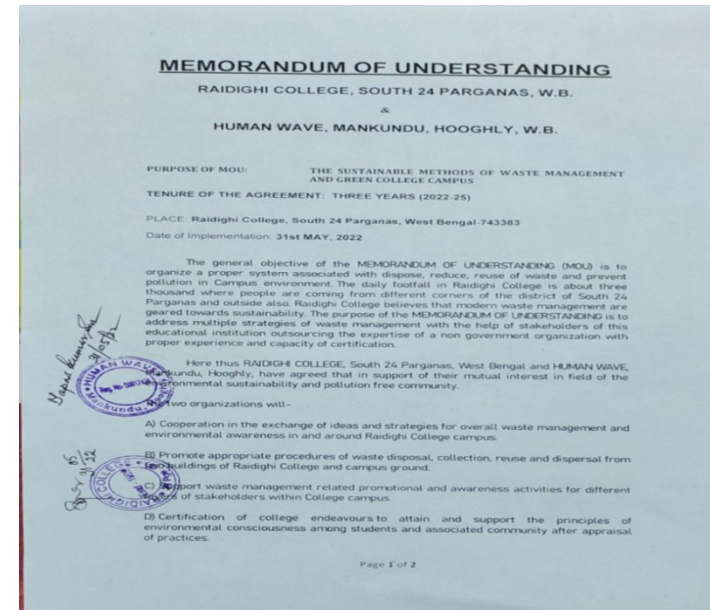 MEMORANDUM OF UNDERSTANDING
RAIDIGHI COLLEGE, SOUTH 24 PARGANAS, W.B.
&
HUMAN WAVE, MANKUNDU, HOOGHLY, W.B.
PURPOSE OF MOU: THE SUSTAINABLE METHODS OF WASTE MANAGEMENT
AND GREEN COLLEGE CAMPUS
TENURE OF THE AGREEMENT: THREE YEARS (2022-25)
PLACE: Raidighi College, South 24 Parganas, West Bengal-743383
Date of Implementation: 31st MAY, 2022
The general objective of the MEMORANDUM OF UNDERSTANDING (MOU) is to
organize a proper system associated with dispose, reduce, reuse of waste and prevent
pollution in Campus environment. The daily footfall in Raidighi College is about three
thousand where people are coming from different corners of the district of South 24
Parganas and outside also. Raidighi College believes that modern waste management are
geared towards sustainability. The purpose of the MEMORANDUM OF UNDERSTANDING is to
address multiple strategies of waste management with the help of stakeholders of this
educational institution outsourcing the expertise of a non government organization with
proper experience and capacity of certification.
Here thus RAIDIGHI COLLEGE, South 24 Parganas, West Bengal and HUMAN WAVE,
Mankundu, Hooghly, have agreed that in support of their mutual interest in field of the
environmental sustainability and pollution free community.
two organizations will-
A) Cooperation in the exchange of ideas and strategies for overall waste management and
environmental awareness in and around Raidighi College campus.
B) Promote appropriate procedures of waste disposal, collection, reuse and dispersal from
two buildings of Raidighi College and campus ground.
C) Support waste management related promotional and awareness activities for different
of stakeholders within College campus.
D) Certification of college endeavours to attain and support the principles of
environmental consciousness among students and associated community after appraisal
of practices.
Page 1 of 2
HUMAN WAVE
Mankundu
RAIDIGHI COLLEGE